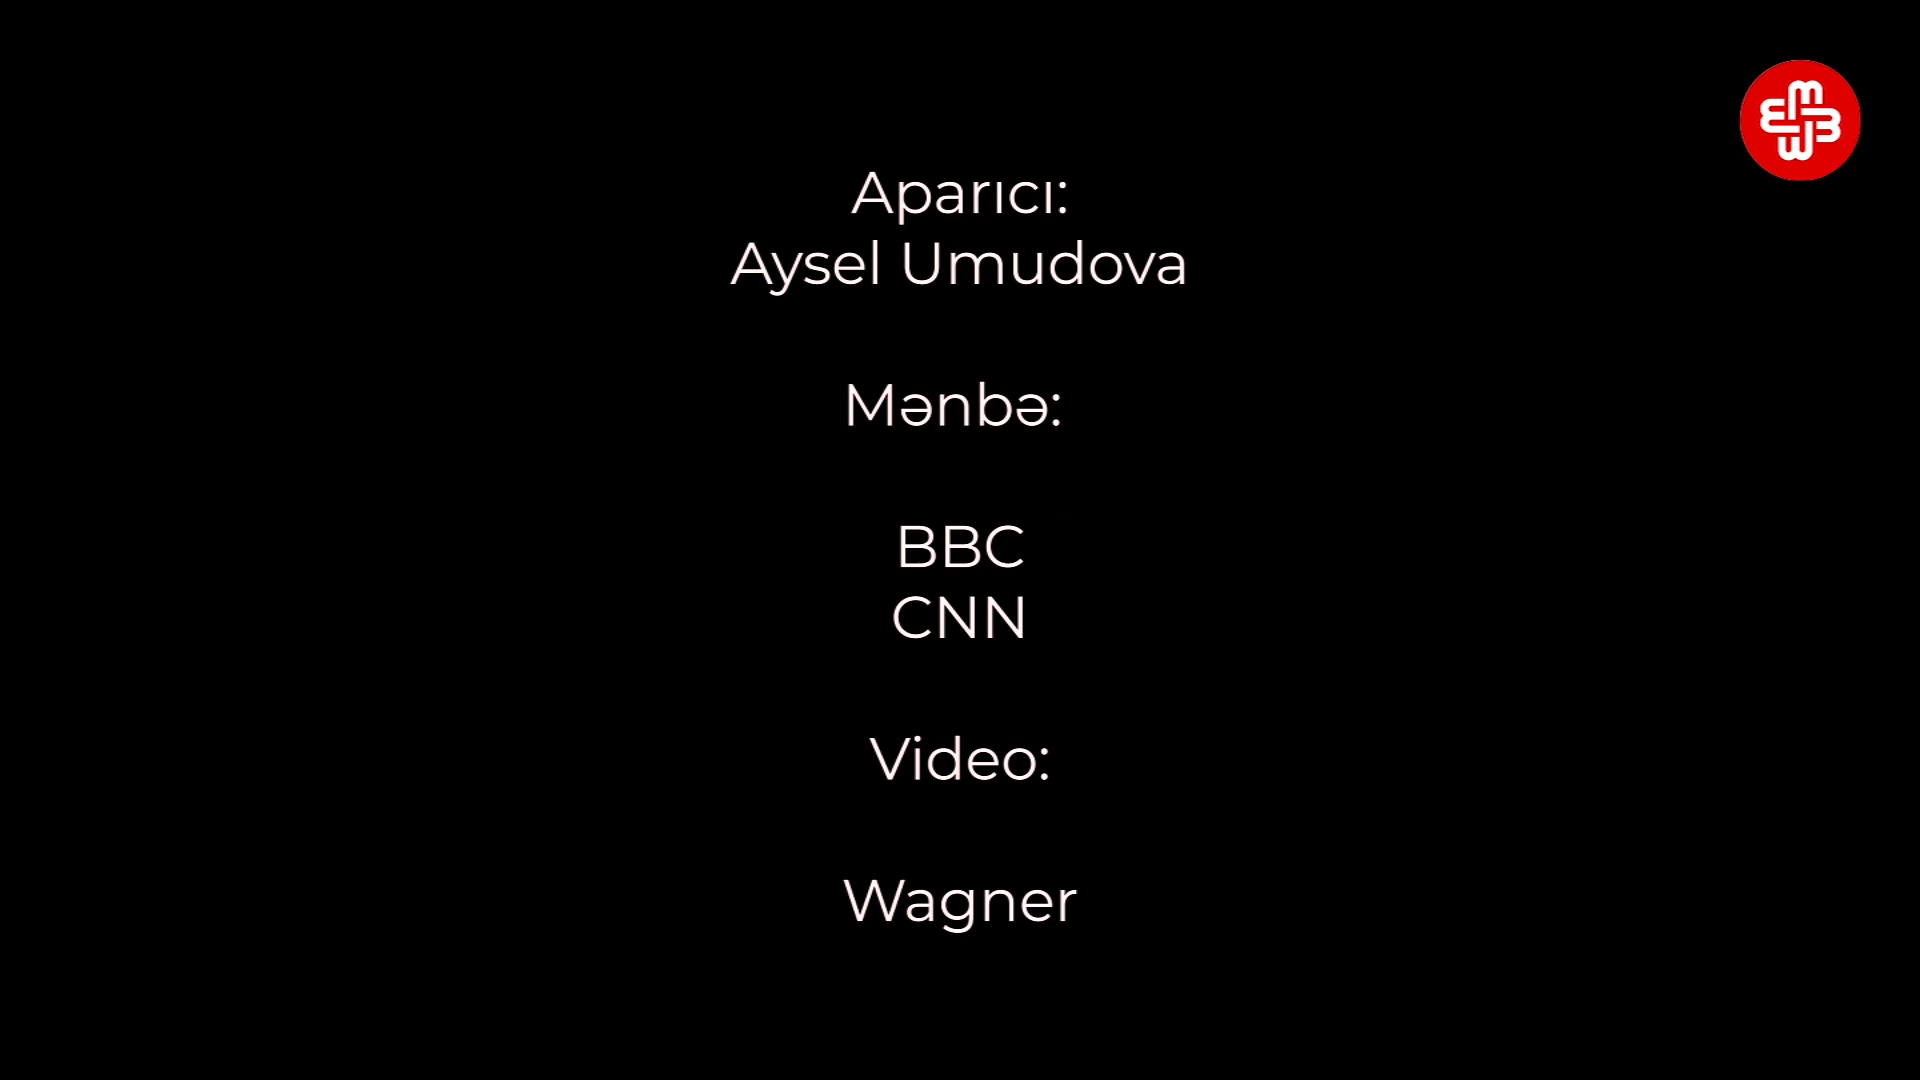 Aparıcı:
Aysel Umudova
Mənbə:
BBC
CNN
Video:
Wagner